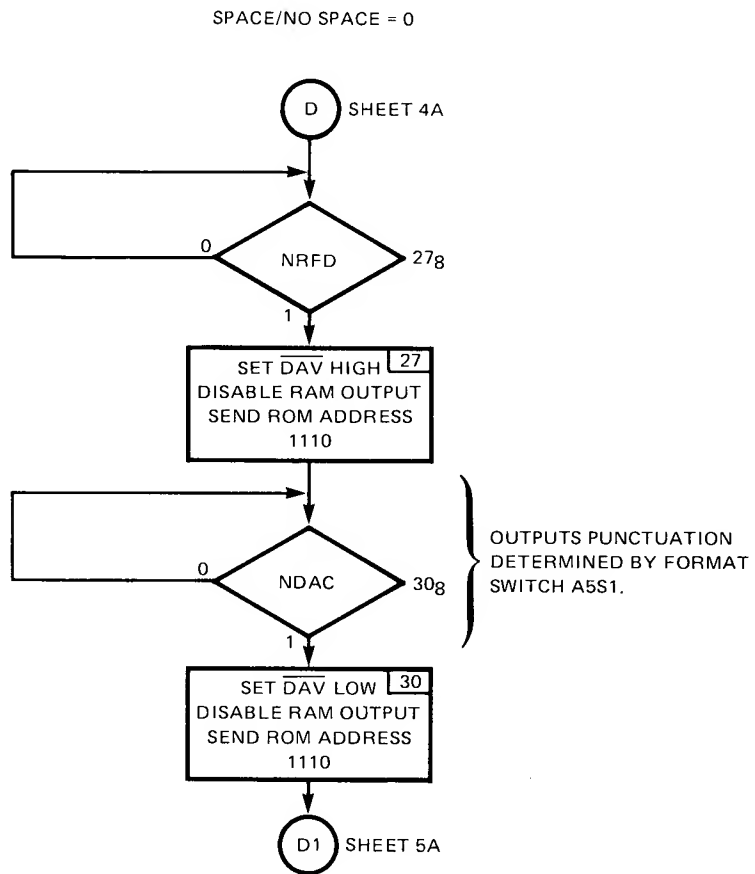 SPACE/NO SPACE = 0
D SHEET 4A
0 NRFD 27₈
1
SET D̅A̅V̅ HIGH 27
DISABLE RAM OUTPUT
SEND ROM ADDRESS
1110
0 NDAC 30₈
1
OUTPUTS PUNCTUATION
DETERMINED BY FORMAT
SWITCH A5S1.
SET D̅A̅V̅ LOW 30
DISABLE RAM OUTPUT
SEND ROM ADDRESS
1110
D1 SHEET 5A